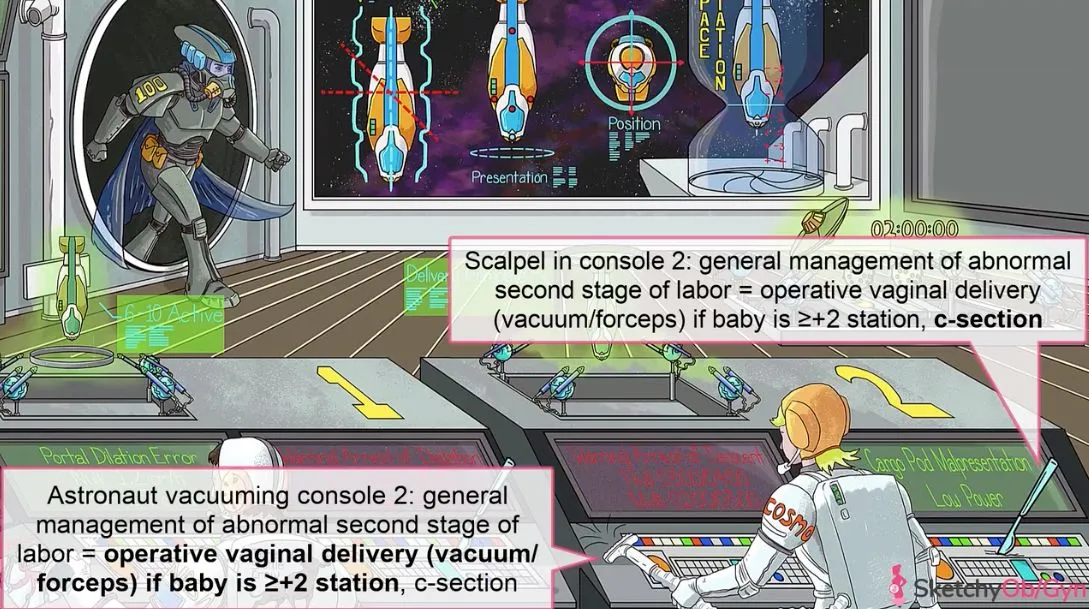 100
PACE
TATION
Position
Presentation
02:00:00
6-10 Active
Deliver
Scalpel in console 2: general management of abnormal
second stage of labor = operative vaginal delivery
(vacuum/forceps) if baby is ≥+2 station, c-section
Portal Dilation Error
Cargo Pod Malpresentation
Low Power
COSMO
Astronaut vacuuming console 2: general
management of abnormal second stage of
labor = operative vaginal delivery (vacuum/
forceps) if baby is ≥+2 station, c-section
SketchyOb/Gyn